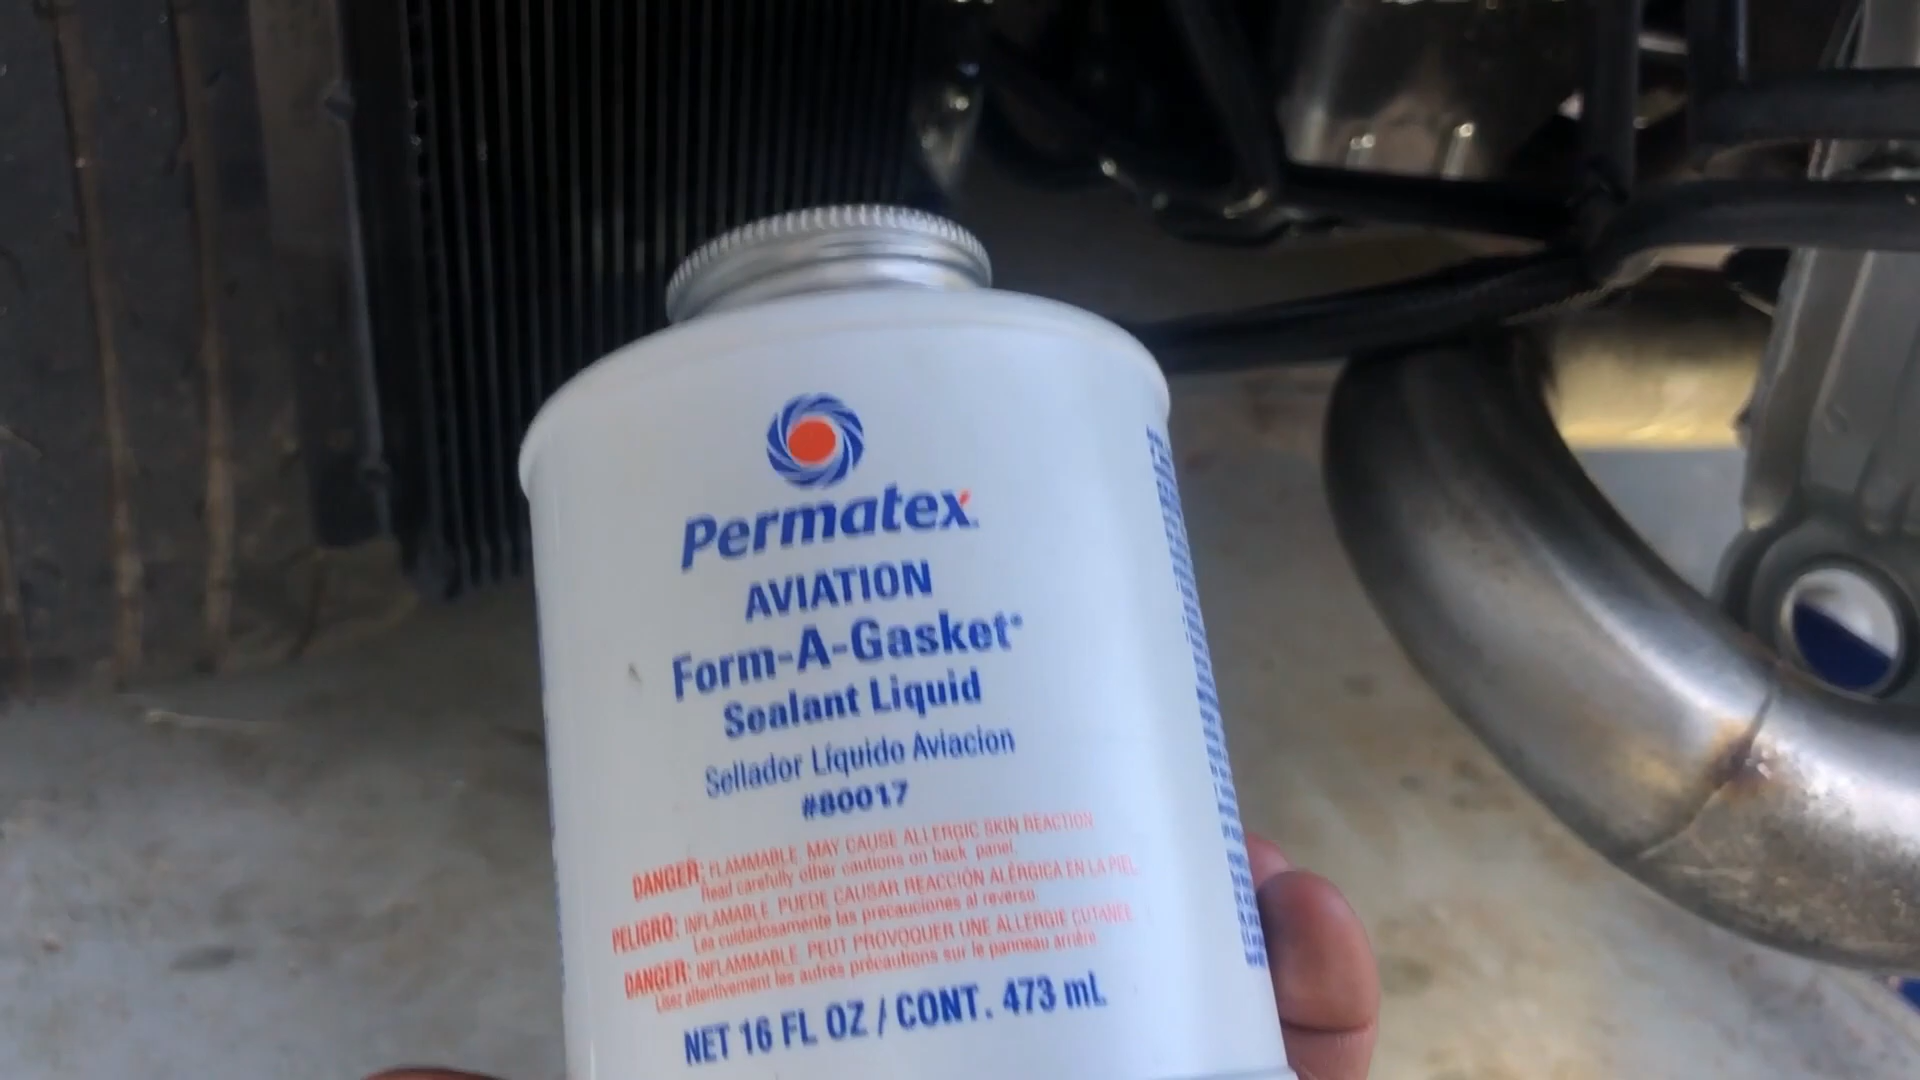 Permatex
AVIATION
Form-A-Gasket®
Sealant Liquid
Sellador Líquido Aviacion
#80017
DANGER: FLAMMABLE. MAY CAUSE ALLERGIC SKIN REACTION
Read carefully other cautions on back panel.
PELIGRO: INFLAMABLE. PUEDE CAUSAR REACCIÓN ALÉRGICA EN LA PIEL
Lea cuidadosamente las precauciones al reverso.
DANGER: INFLAMMABLE. PEUT PROVOQUER UNE ALLERGIE CUTANÉE
Lisez attentivement les autres précautions sur le panneau arrière
NET 16 FL OZ / CONT. 473 mL